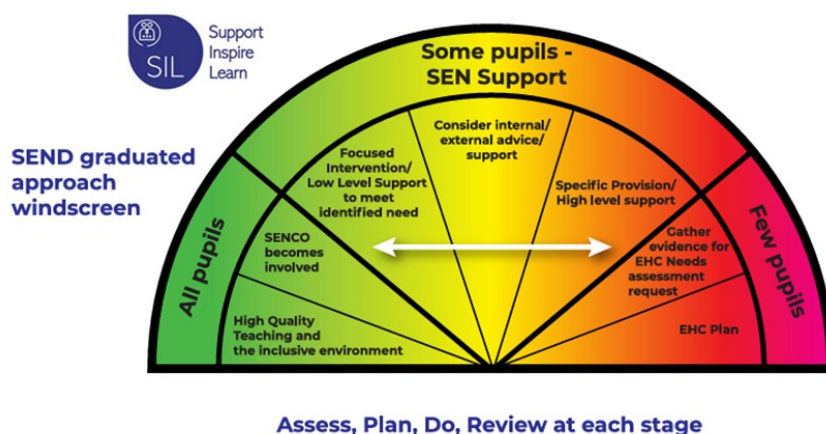 SIL
Support
Inspire
Learn
SEND graduated
approach
windscreen
All pupils
Some pupils -
SEN Support
Few pupils
High Quality
Teaching and
the inclusive environment
SENCO
becomes
involved
Focused
Intervention/
Low Level Support
to meet
identified need
Consider internal/
external advice/
support
Specific Provision/
High level support
Gather
evidence for
EHC Needs
assessment
request
EHC Plan
Assess, Plan, Do, Review at each stage